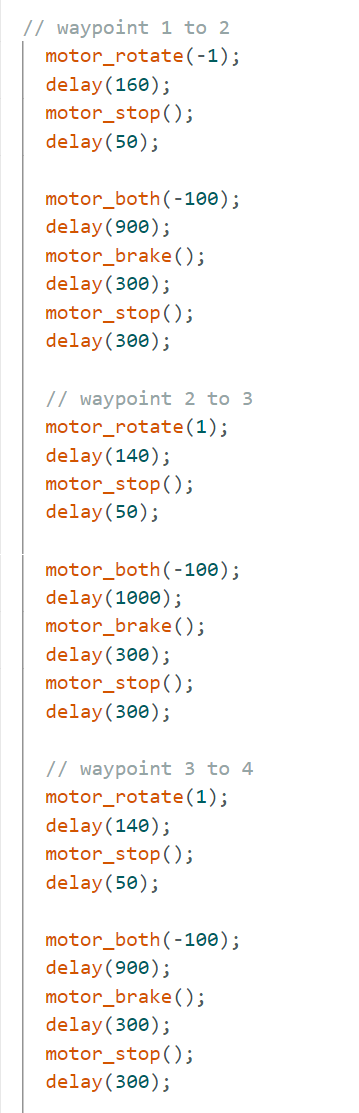 // waypoint 1 to 2
motor_rotate(-1);
delay(160);
motor_stop();
delay(50);

motor_both(-100);
delay(900);
motor_brake();
delay(300);
motor_stop();
delay(300);

// waypoint 2 to 3
motor_rotate(1);
delay(140);
motor_stop();
delay(50);

motor_both(-100);
delay(1000);
motor_brake();
delay(300);
motor_stop();
delay(300);

// waypoint 3 to 4
motor_rotate(1);
delay(140);
motor_stop();
delay(50);

motor_both(-100);
delay(900);
motor_brake();
delay(300);
motor_stop();
delay(300);